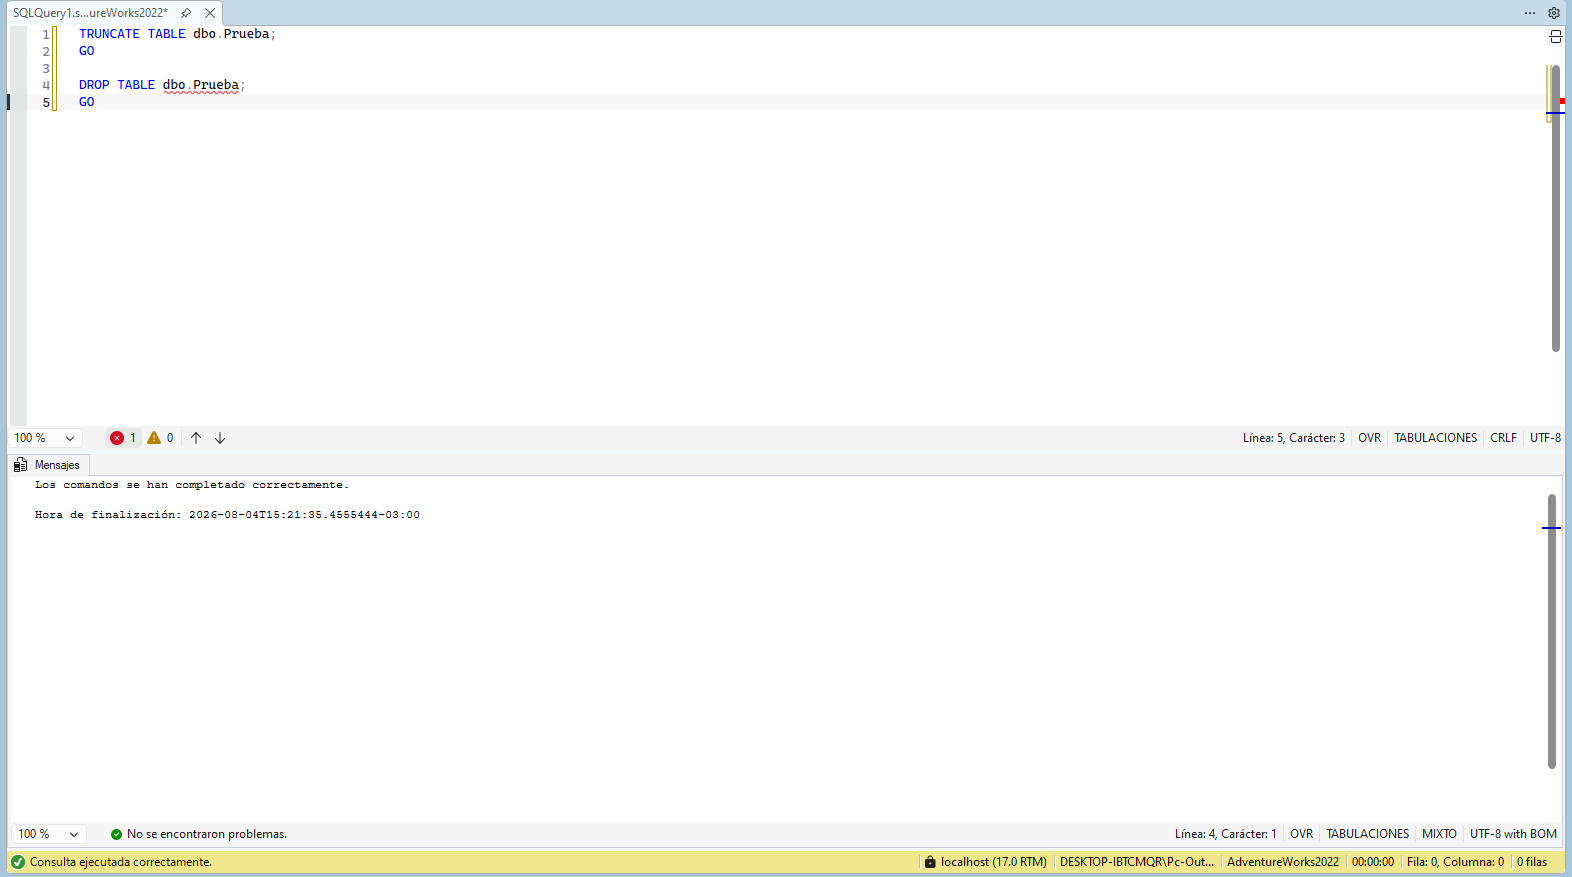 SQLQuery1.s...ureWorks2022*
1 TRUNCATE TABLE dbo.Prueba;
2 GO
3
4 DROP TABLE dbo.Prueba;
5 GO
100 % 1 0 Línea: 5, Carácter: 3 OVR TABULACIONES CRLF UTF-8
Mensajes
Los comandos se han completado correctamente.
Hora de finalización: 2026-08-04T15:21:35.4555444-03:00
100 % No se encontraron problemas. Línea: 4, Carácter: 1 OVR TABULACIONES MIXTO UTF-8 with BOM
Consulta ejecutada correctamente. localhost (17.0 RTM) DESKTOP-IBTCMQR\Pc-Out... AdventureWorks2022 00:00:00 Fila: 0, Columna: 0 0 filas